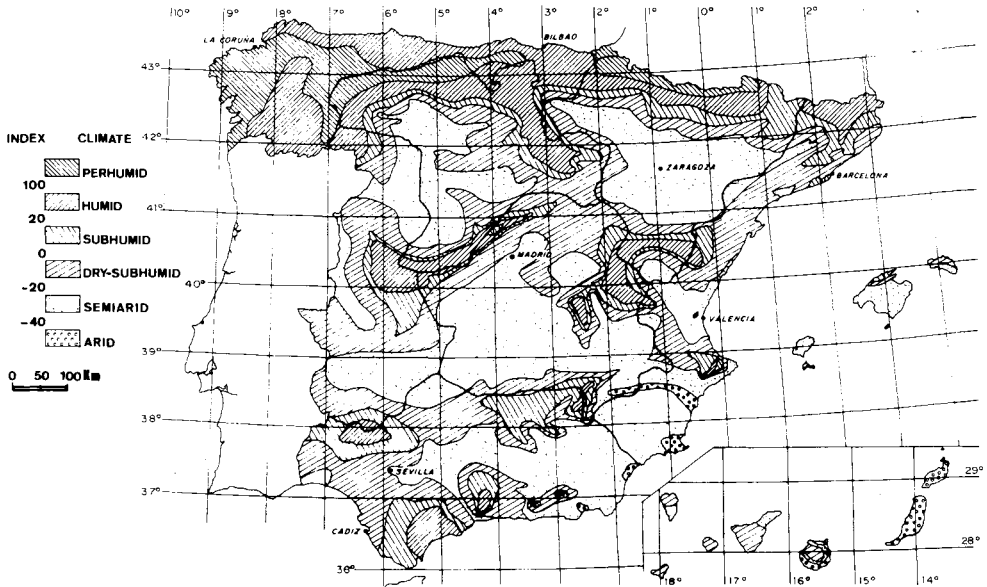 10° 9° 8° 7° 6° 5° 4° 3° 2° 1° 0° 1° 2°
LA CORUÑA
BILBAO
43°
42°
INDEX CLIMATE
PERHUMID
100
HUMID
20
SUBHUMID
0
DRY-SUBHUMID
-20
SEMIARID
-40
ARID
0 50 100 Km
ZARAGOZA
BARCELONA
41°
MADRID
40°
VALENCIA
39°
38°
SEVILLA
37°
CADIZ
36°
29°
28°
18° 17° 16° 15° 14°